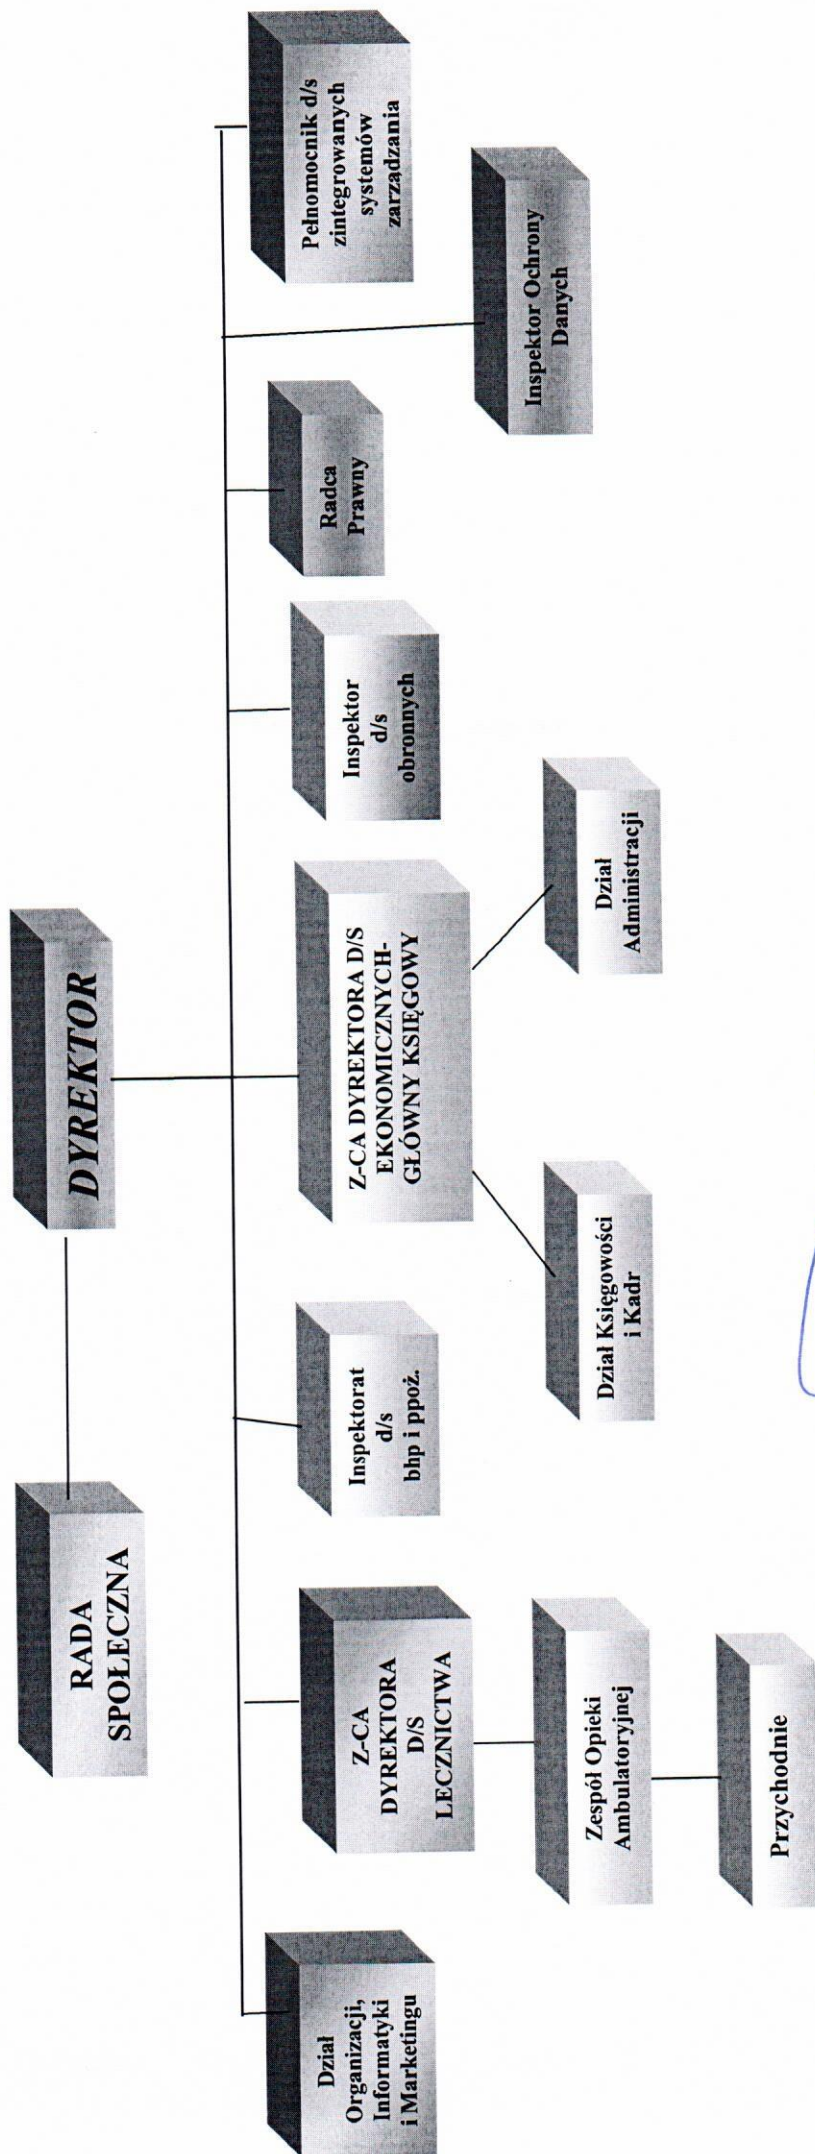 RADA
SPOŁECZNA
DYREKTOR
Dział
Organizacji,
Informatyki
i Marketingu
Z-CA
DYREKTORA
D/S
LECZNICTWA
Inspektorat
d/s
bhp i ppoż.
Z-CA DYREKTORA D/S
EKONOMICZNYCH-
GŁÓWNY KSIĘGOWY
Inspektor
d/s
obronnych
Radca
Prawny
Pełnomocnik d/s
zintegrowanych
systemów
zarządzania
Zespół Opieki
Ambulatoryjnej
Dział Księgowości
i Kadr
Dział
Administracji
Inspektor Ochrony
Danych
Przychodnie